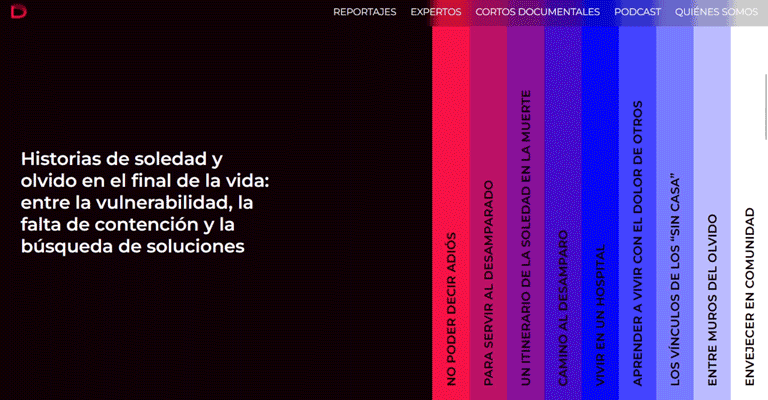 REPORTAJES EXPERTOS CORTOS DOCUMENTALES PODCAST QUIÉNES SOMOS
Historias de soledad y
olvido en el final de la vida:
entre la vulnerabilidad, la
falta de contención y la
búsqueda de soluciones
NO PODER DECIR ADIÓS
PARA SERVIR AL DESAMPARADO
UN ITINERARIO DE LA SOLEDAD EN LA MUERTE
CAMINO AL DESAMPARO
VIVIR EN UN HOSPITAL
APRENDER A VIVIR CON EL DOLOR DE OTROS
LOS VÍNCULOS DE LOS “SIN CASA”
ENTRE MUROS DEL OLVIDO
ENVEJECER EN COMUNIDAD